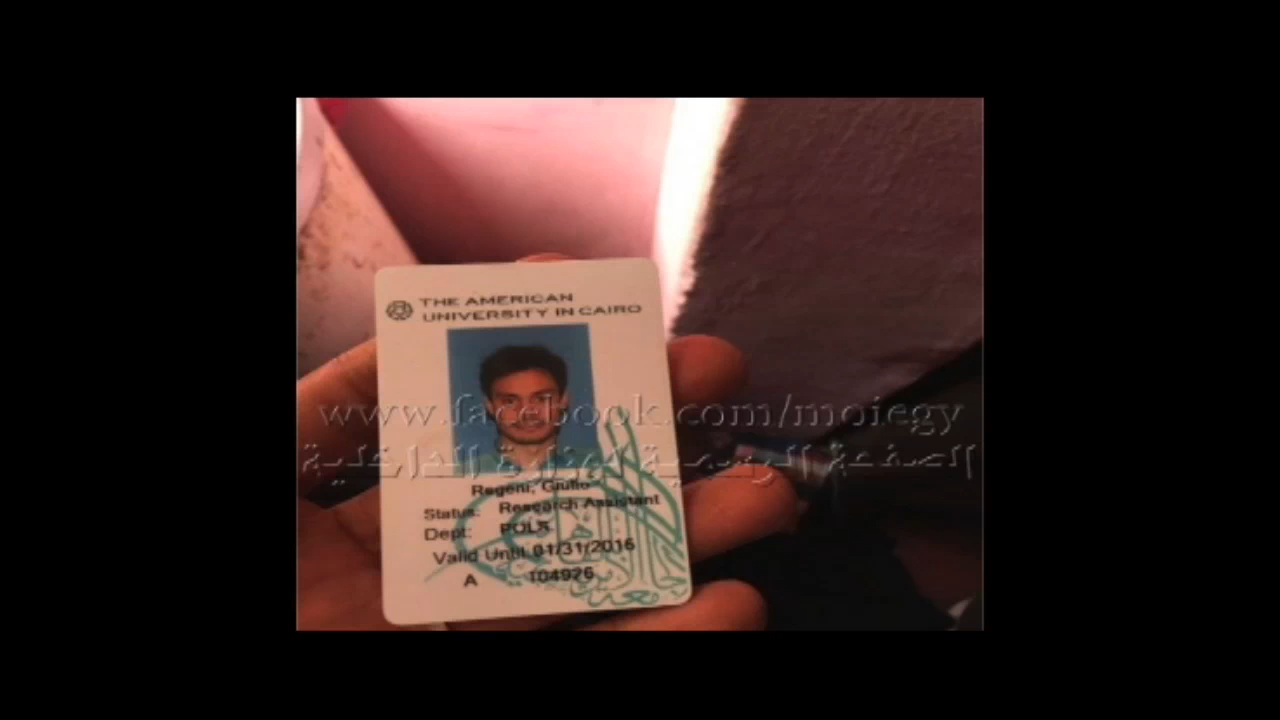 THE AMERICAN
UNIVERSITY IN CAIRO
www.facebook.com/moiegy
الصفحة الرسمية لوزارة الداخلية
Regeni, Giulio
Status: Research Assistant
Dept: POLS
Valid Until 01/31/2016
A 104926